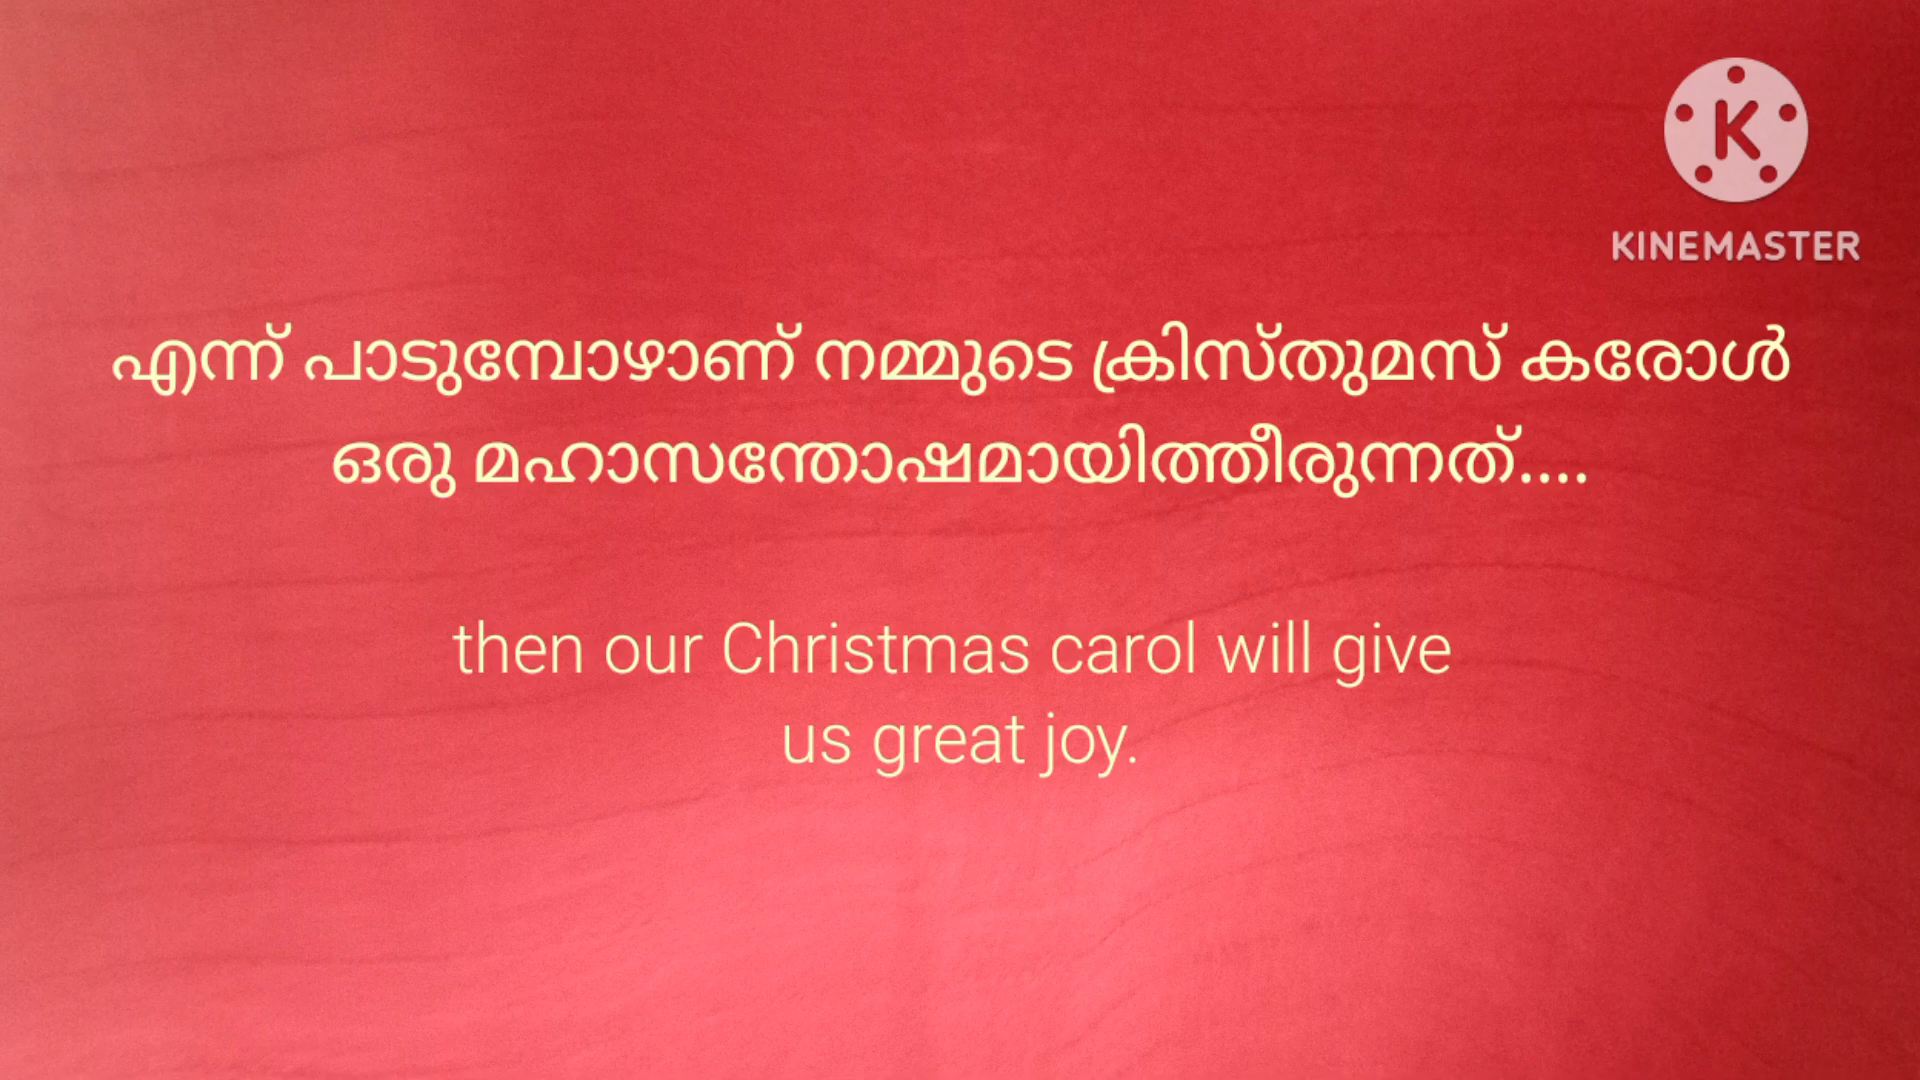 KINEMASTER
എന്ന് പാടുമ്പോഴാണ് നമ്മുടെ ക്രിസ്തുമസ് കരോൾ
ഒരു മഹാസന്തോഷമായിത്തീരുന്നത്....
then our Christmas carol will give
us great joy.